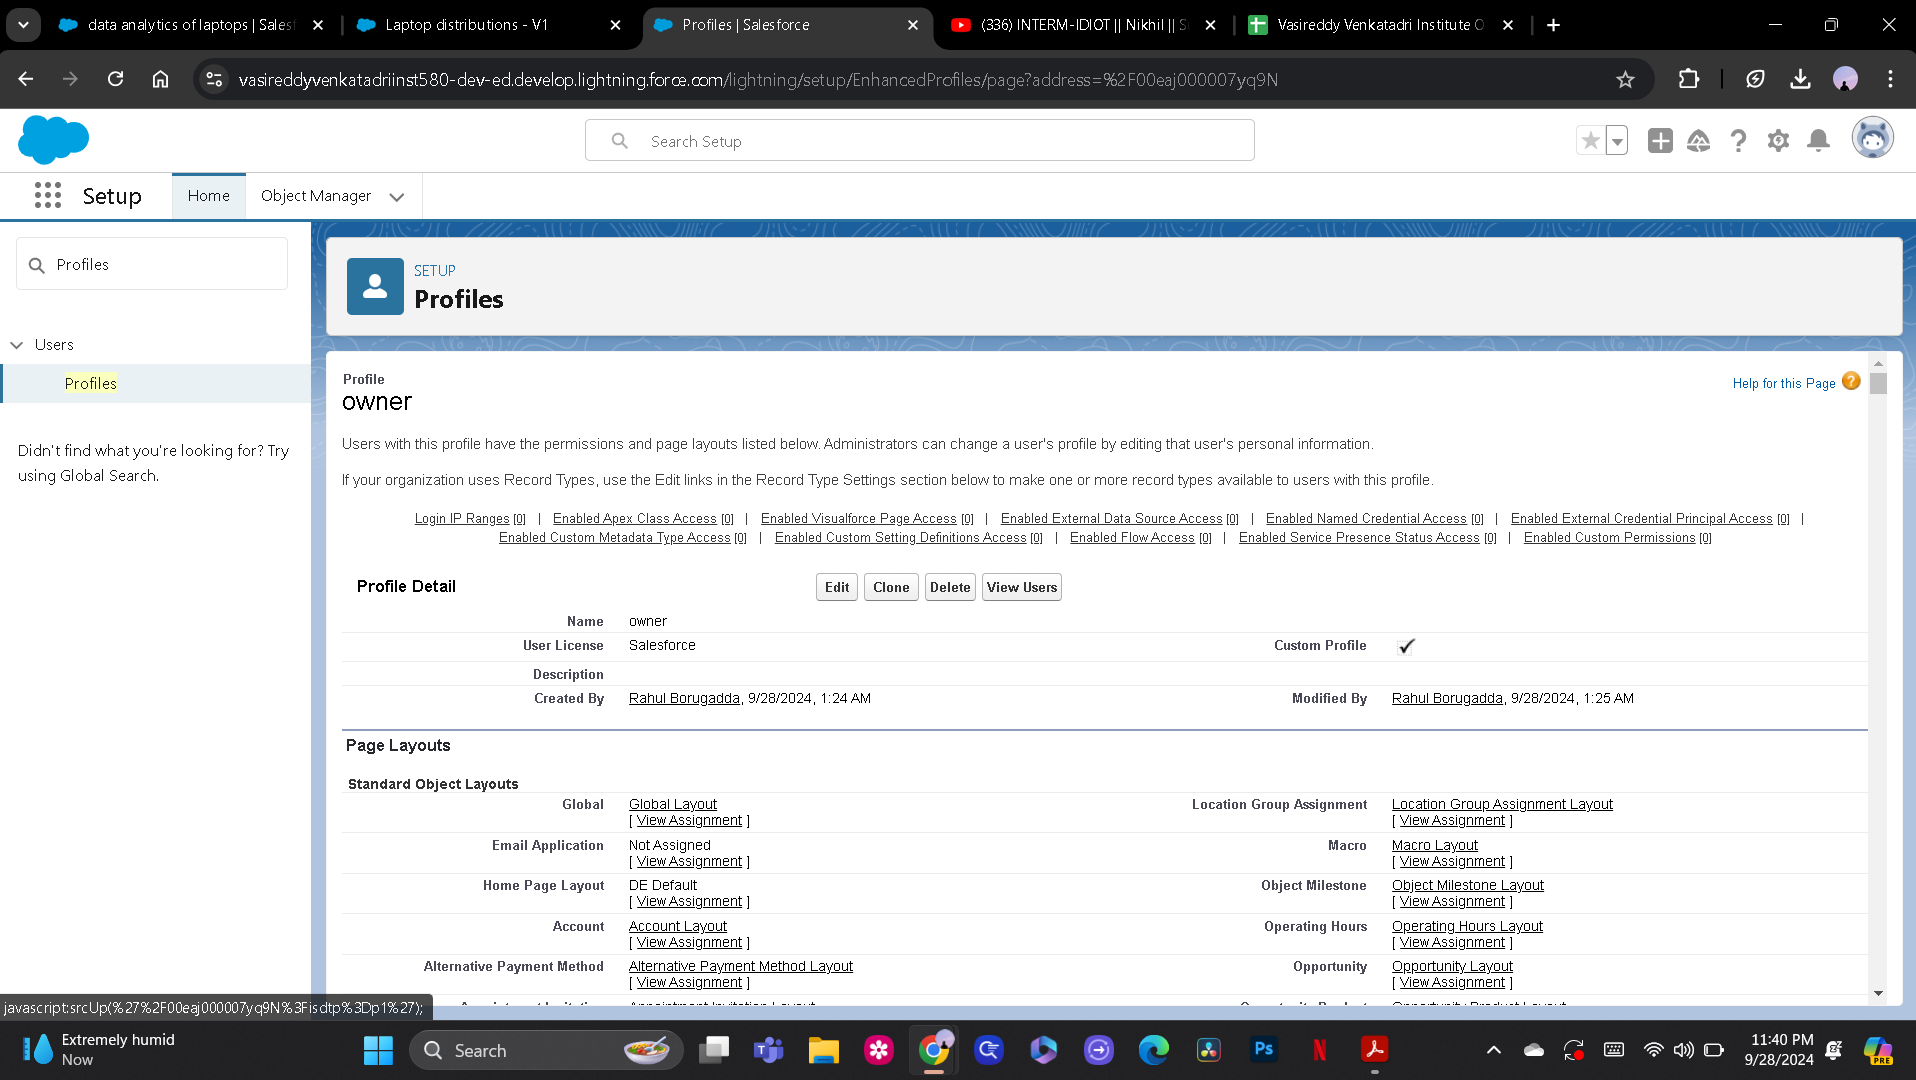 data analytics of laptops | Sales
Laptop distributions - V1
Profiles | Salesforce
(336) INTERM-IDIOT || Nikhil || S
Vasireddy Venkatadri Institute O
vasireddyvenkatadriinst580-dev-ed.develop.lightning.force.com/lightning/setup/EnhancedProfiles/page?address=%2F00eaj000007yq9N
Search Setup
Setup
Home
Object Manager
Profiles
Users
Profiles
Didn't find what you're looking for? Try
using Global Search.
SETUP
Profiles
Profile
owner
Help for this Page
Users with this profile have the permissions and page layouts listed below. Administrators can change a user's profile by editing that user's personal information.
If your organization uses Record Types, use the Edit links in the Record Type Settings section below to make one or more record types available to users with this profile.
Login IP Ranges [0] | Enabled Apex Class Access [0] | Enabled Visualforce Page Access [0] | Enabled External Data Source Access [0] | Enabled Named Credential Access [0] | Enabled External Credential Principal Access [0] |
Enabled Custom Metadata Type Access [0] | Enabled Custom Setting Definitions Access [0] | Enabled Flow Access [0] | Enabled Service Presence Status Access [0] | Enabled Custom Permissions [0]
Profile Detail
Edit Clone Delete View Users
Name owner
User License Salesforce Custom Profile
Description
Created By Rahul Borugadda, 9/28/2024, 1:24 AM Modified By Rahul Borugadda, 9/28/2024, 1:25 AM
Page Layouts
Standard Object Layouts
Global Global Layout Location Group Assignment Location Group Assignment Layout
[ View Assignment ] [ View Assignment ]
Email Application Not Assigned Macro Macro Layout
[ View Assignment ] [ View Assignment ]
Home Page Layout DE Default Object Milestone Object Milestone Layout
[ View Assignment ] [ View Assignment ]
Account Account Layout Operating Hours Operating Hours Layout
[ View Assignment ] [ View Assignment ]
Alternative Payment Method Alternative Payment Method Layout Opportunity Opportunity Layout
[ View Assignment ] [ View Assignment ]
javascript:srcUp(%27%2F00eaj000007yq9N%3Fisdtp%3Dp1%27);
Extremely humid
Now
Search
Ps
PRE
11:40 PM
9/28/2024